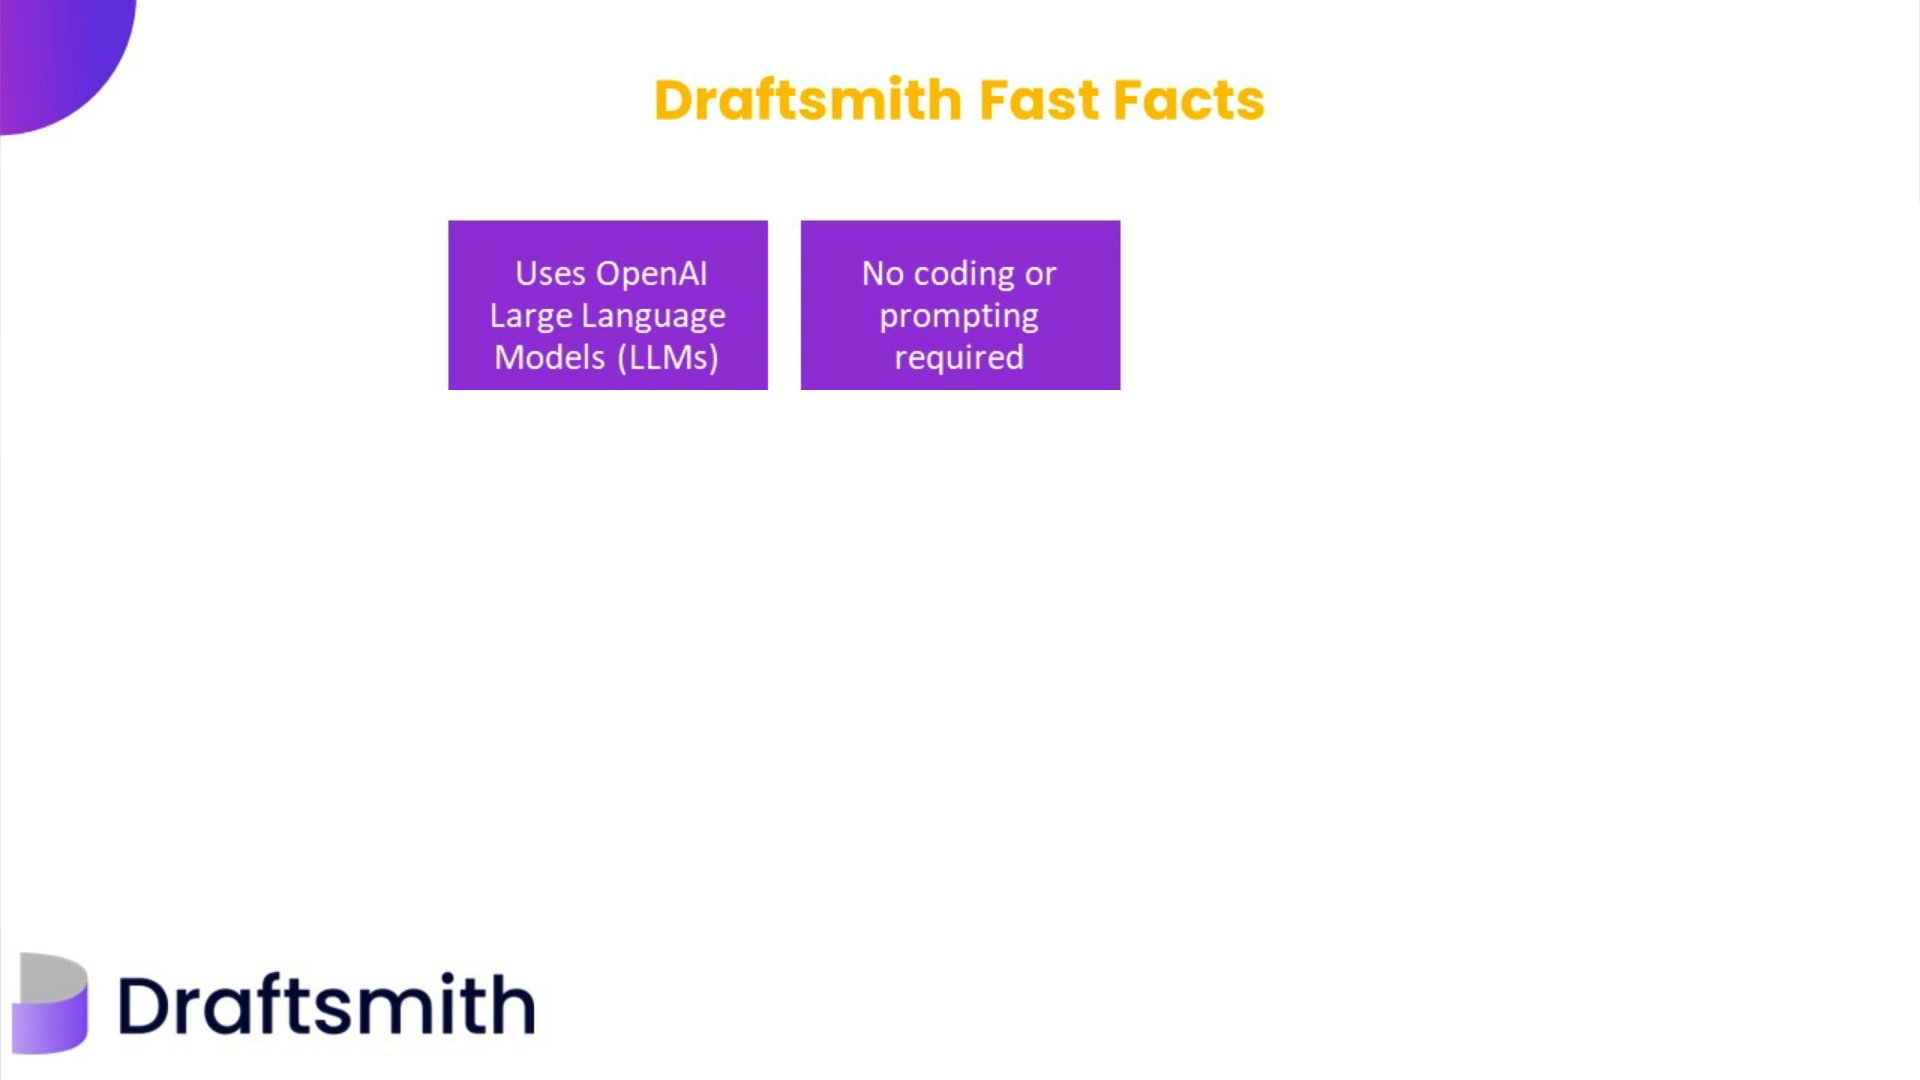 Draftsmith Fast Facts
Uses OpenAI
Large Language
Models (LLMs)
No coding or
prompting
required
Draftsmith